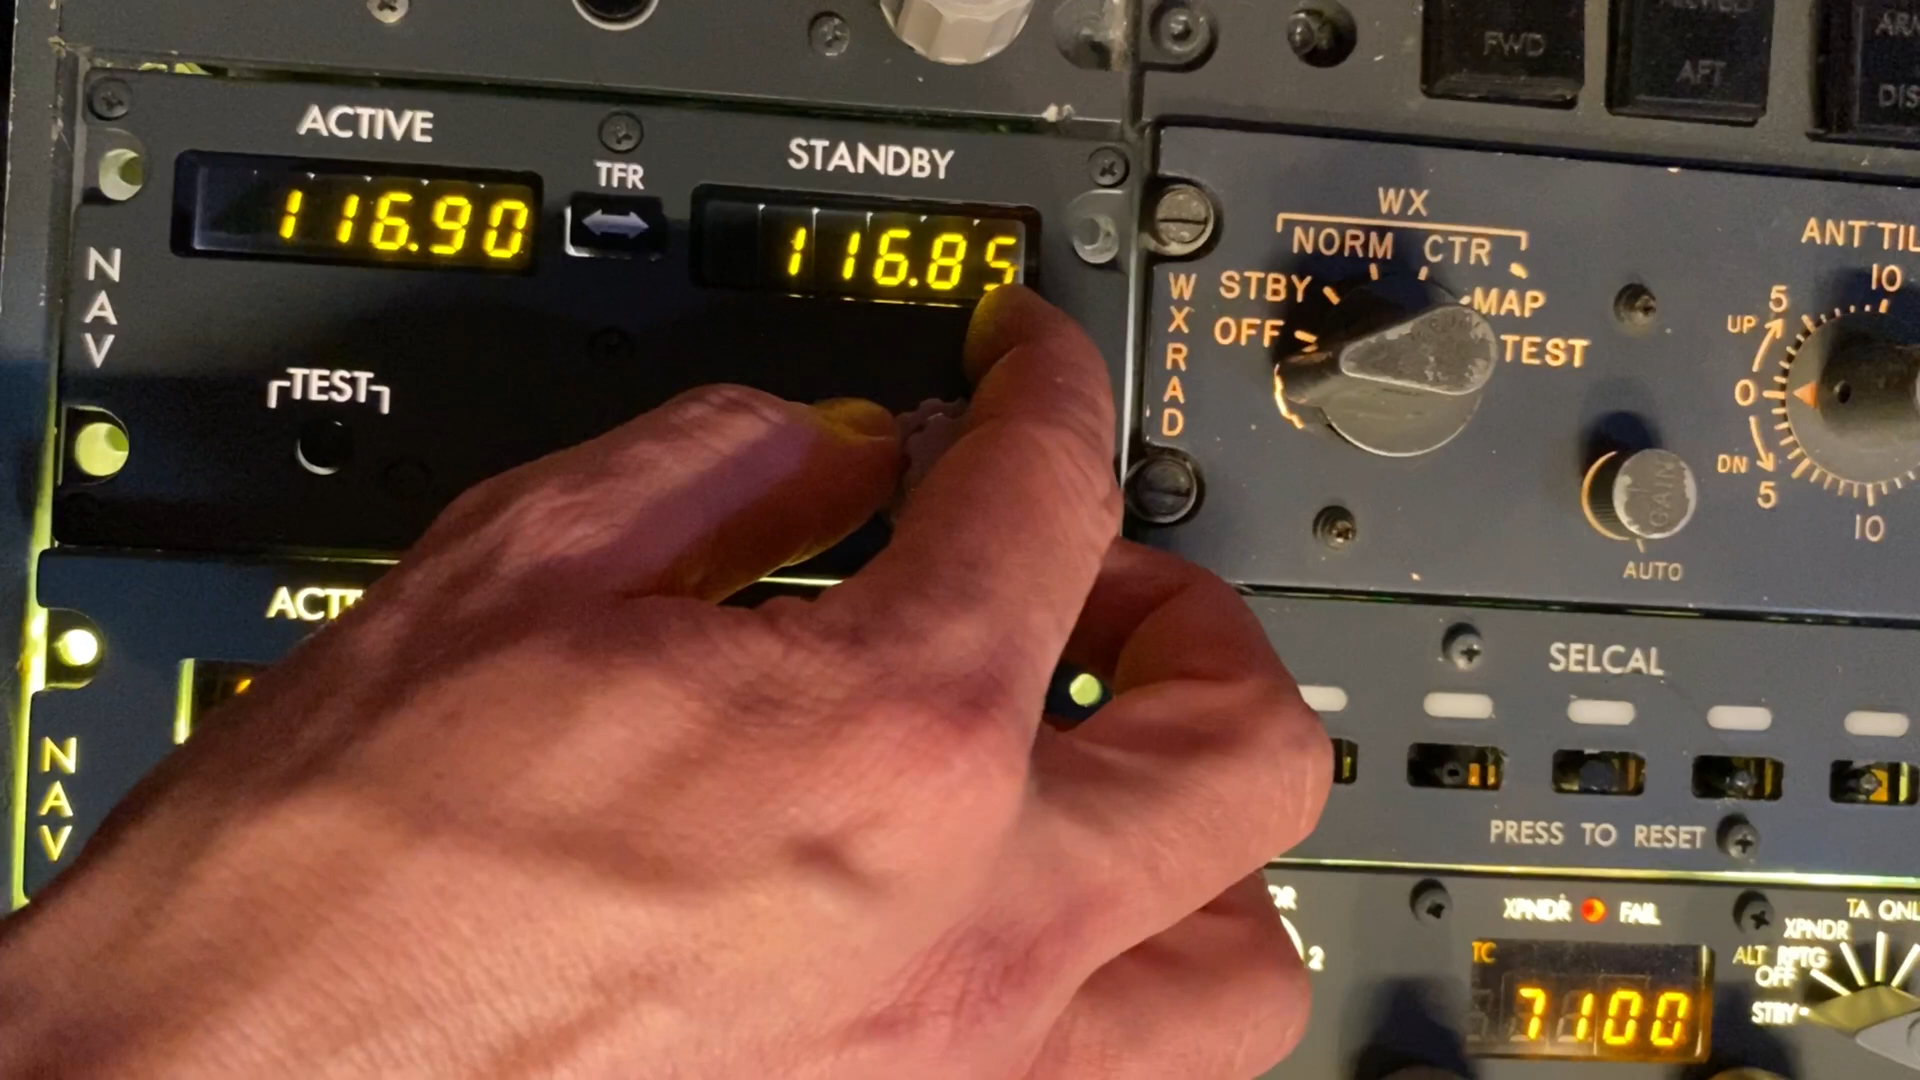 FWD
AFT
ACTIVE
TFR
STANDBY
116.90
116.85
NAV
TEST
WX
NORM CTR
STBY
MAP
OFF
TEST
WXRAD
GAIN
AUTO
ANT TIL
10
5
UP
0
DN
5
10
ACT
NAV
SELCAL
PRESS TO RESET
2
XPNDR FAIL
TC
7100
TA ONL
XPNDR
ALT RPTG
OFF
STBY